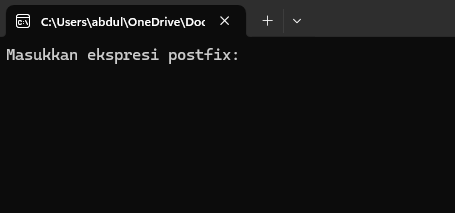 C:\Users\abdul\OneDrive\Doc
Masukkan ekspresi postfix: